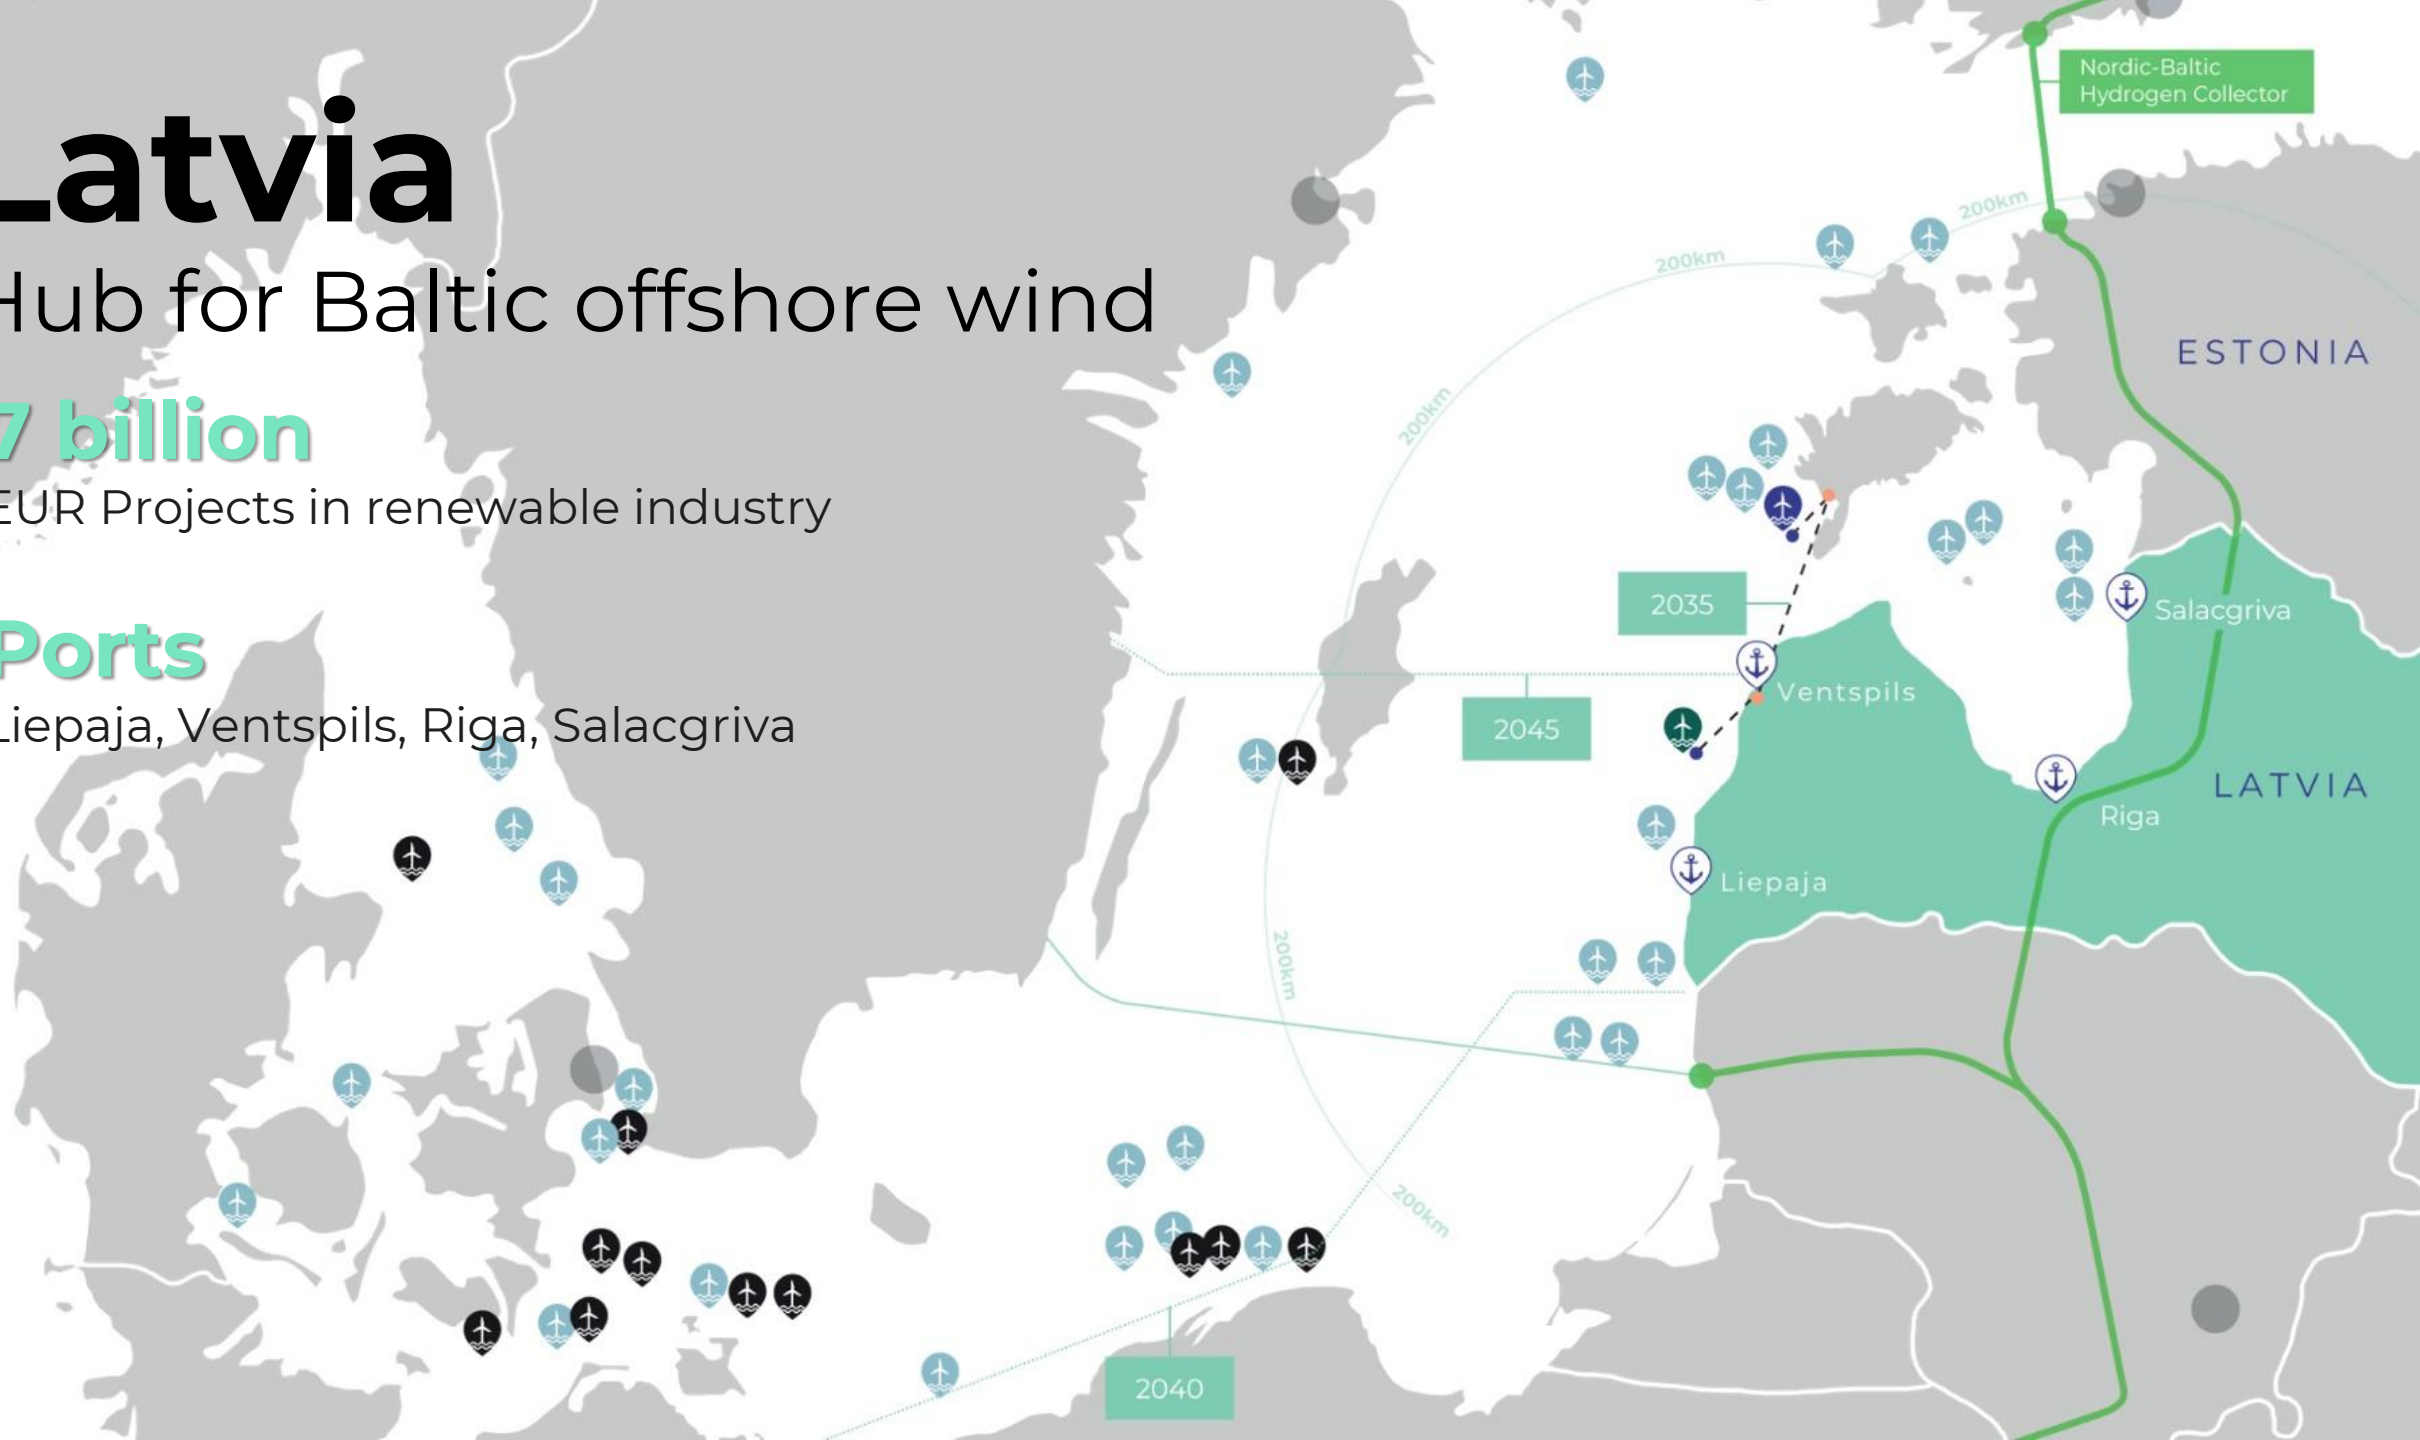 Latvia
Hub for Baltic offshore wind
7 billion
EUR Projects in renewable industry
Ports
Liepaja, Ventspils, Riga, Salacgriva
Nordic-Baltic
Hydrogen Collector
200km
200km
200km
ESTONIA
2035
Salacgriva
Ventspils
2045
LATVIA
Riga
Liepaja
200km
200km
2040